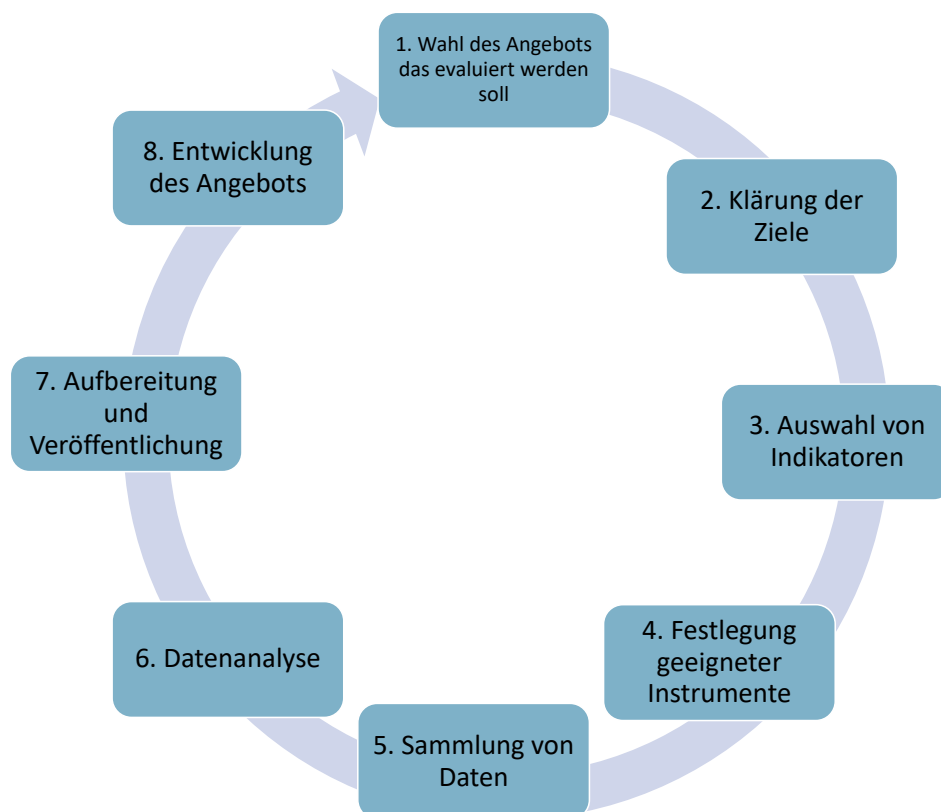 1. Wahl des Angebots
das evaluiert werden
soll
2. Klärung der
Ziele
3. Auswahl von
Indikatoren
4. Festlegung
geeigneter
Instrumente
5. Sammlung von
Daten
6. Datenanalyse
7. Aufbereitung
und
Veröffentlichung
8. Entwicklung
des Angebots